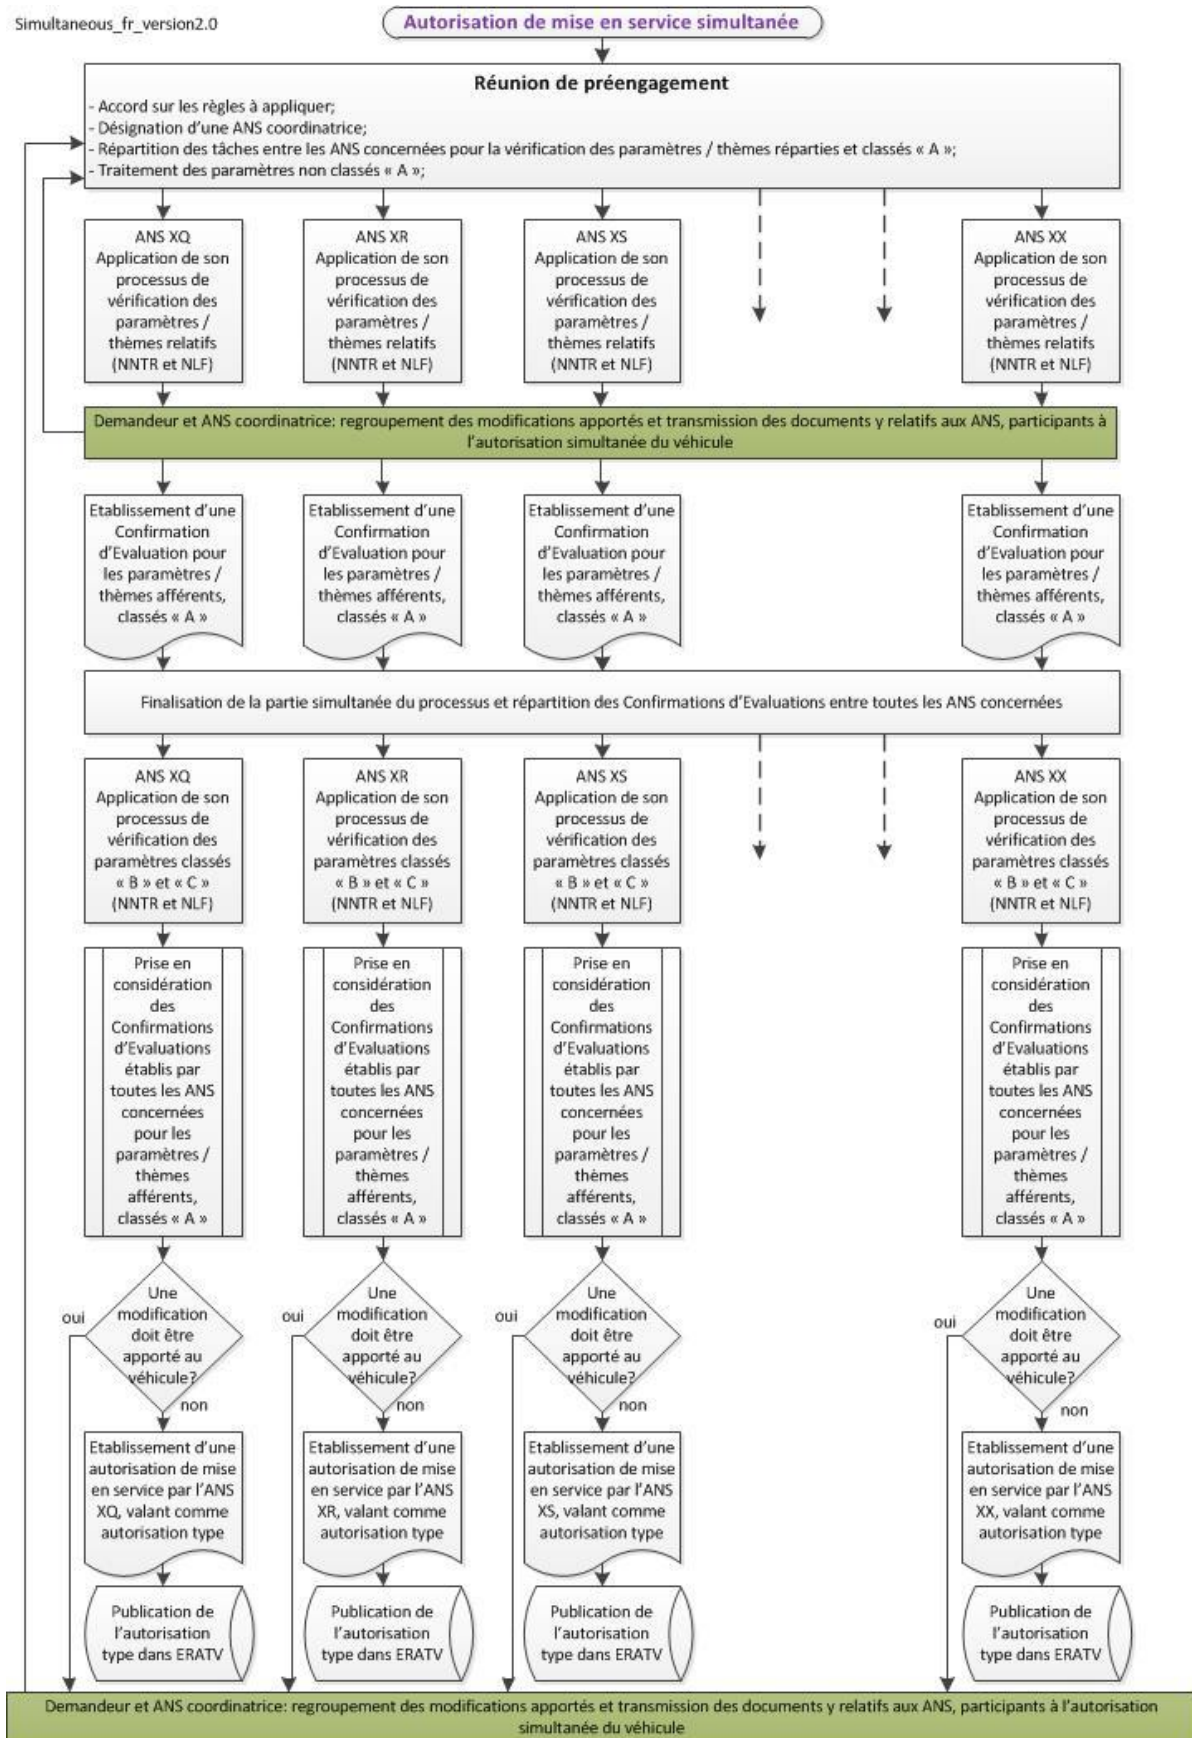 Simultaneous_fr_version2.0
Autorisation de mise en service simultanée
Réunion de préengagement
- Accord sur les règles à appliquer;
- Désignation d'une ANS coordinatrice;
- Répartition des tâches entre les ANS concernées pour la vérification des paramètres / thèmes réparties et classés « A »;
- Traitement des paramètres non classés « A »;
ANS XQ
Application de son
processus de
vérification des
paramètres /
thèmes relatifs
(NNTR et NLF)
ANS XR
Application de son
processus de
vérification des
paramètres /
thèmes relatifs
(NNTR et NLF)
ANS XS
Application de son
processus de
vérification des
paramètres /
thèmes relatifs
(NNTR et NLF)
ANS XX
Application de son
processus de
vérification des
paramètres /
thèmes relatifs
(NNTR et NLF)
Demandeur et ANS coordinatrice: regroupement des modifications apportés et transmission des documents y relatifs aux ANS, participants à
l'autorisation simultanée du véhicule
Etablissement d'une
Confirmation
d'Evaluation pour
les paramètres /
thèmes afférents,
classés « A »
Etablissement d'une
Confirmation
d'Evaluation pour
les paramètres /
thèmes afférents,
classés « A »
Etablissement d'une
Confirmation
d'Evaluation pour
les paramètres /
thèmes afférents,
classés « A »
Etablissement d'une
Confirmation
d'Evaluation pour
les paramètres /
thèmes afférents,
classés « A »
Finalisation de la partie simultanée du processus et répartition des Confirmations d'Evaluations entre toutes les ANS concernées
ANS XQ
Application de son
processus de
vérification des
paramètres classés
« B » et « C »
(NNTR et NLF)
ANS XR
Application de son
processus de
vérification des
paramètres classés
« B » et « C »
(NNTR et NLF)
ANS XS
Application de son
processus de
vérification des
paramètres classés
« B » et « C »
(NNTR et NLF)
ANS XX
Application de son
processus de
vérification des
paramètres classés
« B » et « C »
(NNTR et NLF)
Prise en
considération
des
Confirmations
d'Evaluations
établis par
toutes les ANS
concernées
pour les
paramètres /
thèmes
afférents,
classés « A »
Prise en
considération
des
Confirmations
d'Evaluations
établis par
toutes les ANS
concernées
pour les
paramètres /
thèmes
afférents,
classés « A »
Prise en
considération
des
Confirmations
d'Evaluations
établis par
toutes les ANS
concernées
pour les
paramètres /
thèmes
afférents,
classés « A »
Prise en
considération
des
Confirmations
d'Evaluations
établis par
toutes les ANS
concernées
pour les
paramètres /
thèmes
afférents,
classés « A »
oui
Une
modification
doit être
apporté au
véhicule?
non
oui
Une
modification
doit être
apporté au
véhicule?
non
oui
Une
modification
doit être
apporté au
véhicule?
non
oui
Une
modification
doit être
apporté au
véhicule?
non
Etablissement d'une
autorisation de mise
en service par l'ANS
XQ, valant comme
autorisation type
Etablissement d'une
autorisation de mise
en service par l'ANS
XR, valant comme
autorisation type
Etablissement d'une
autorisation de mise
en service par l'ANS
XS, valant comme
autorisation type
Etablissement d'une
autorisation de mise
en service par l'ANS
XX, valant comme
autorisation type
Publication de
l'autorisation
type dans ERATV
Publication de
l'autorisation
type dans ERATV
Publication de
l'autorisation
type dans ERATV
Publication de
l'autorisation
type dans ERATV
Demandeur et ANS coordinatrice: regroupement des modifications apportés et transmission des documents y relatifs aux ANS, participants à l'autorisation
simultanée du véhicule